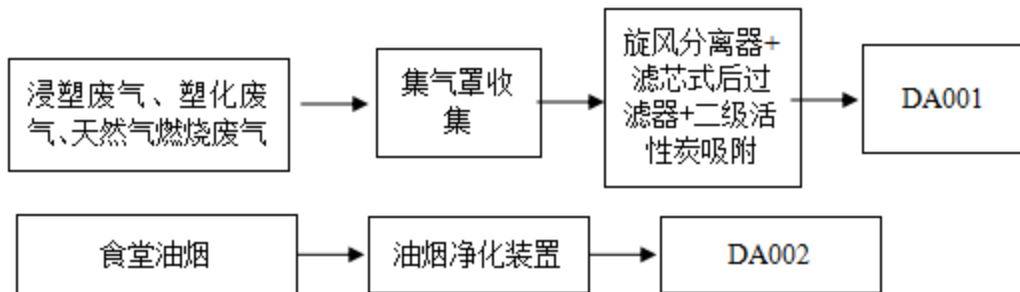 浸塑废气、塑化废
气、天然气燃烧废气
集气罩收
集
旋风分离器+
滤芯式后过
滤器+二级活
性炭吸附
DA001
食堂油烟
油烟净化装置
DA002